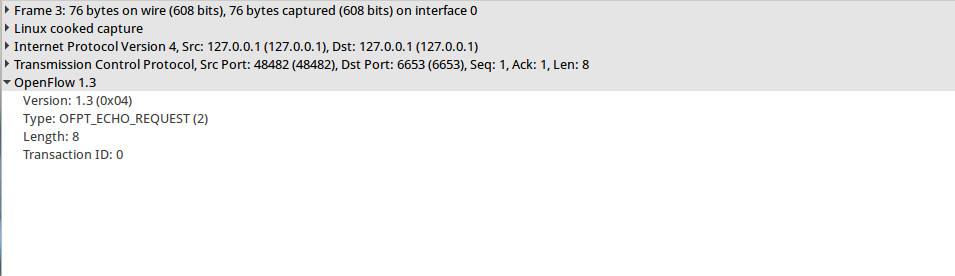 Frame 3: 76 bytes on wire (608 bits), 76 bytes captured (608 bits) on interface 0
Linux cooked capture
Internet Protocol Version 4, Src: 127.0.0.1 (127.0.0.1), Dst: 127.0.0.1 (127.0.0.1)
Transmission Control Protocol, Src Port: 48482 (48482), Dst Port: 6653 (6653), Seq: 1, Ack: 1, Len: 8
OpenFlow 1.3
Version: 1.3 (0x04)
Type: OFPT_ECHO_REQUEST (2)
Length: 8
Transaction ID: 0